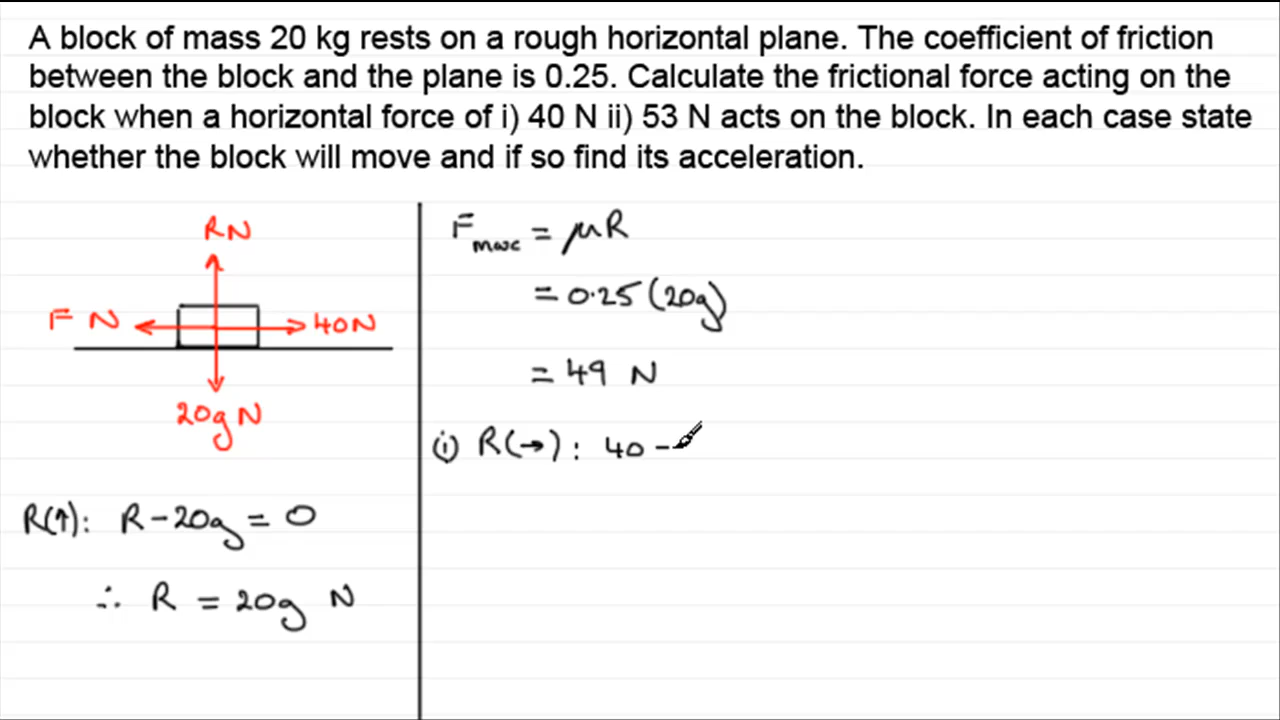 A block of mass 20 kg rests on a rough horizontal plane. The coefficient of friction
between the block and the plane is 0.25. Calculate the frictional force acting on the
block when a horizontal force of i) 40 N ii) 53 N acts on the block. In each case state
whether the block will move and if so find its acceleration.
RN
F N
40N
20g N
R(↑): R - 20g = 0
∴ R = 20g N
Fmax = μR
= 0.25 (20g)
= 49 N
(i) R(→): 40 -